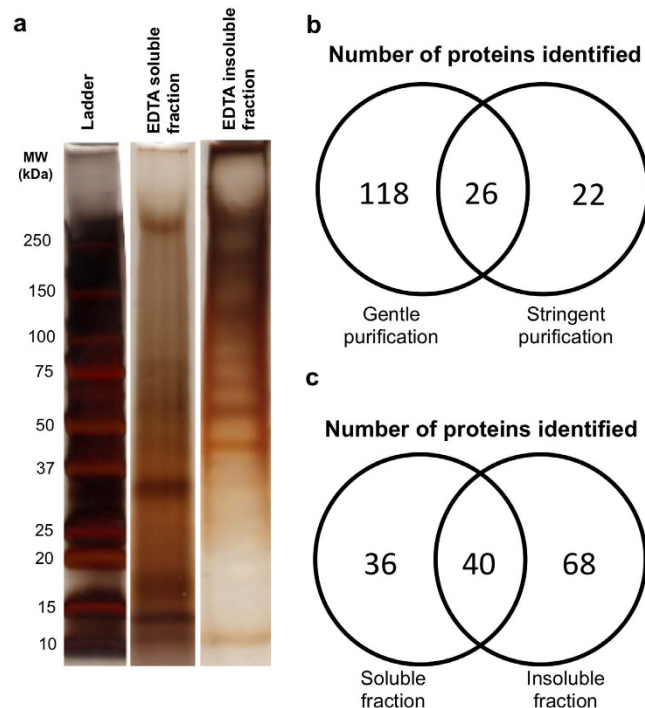 a
Ladder
EDTA soluble
fraction
EDTA insoluble
fraction
MW
(kDa)
250
150
100
75
50
37
25
20
15
10
b
Number of proteins identified
118
26
22
Gentle
purification
Stringent
purification
c
Number of proteins identified
36
40
68
Soluble
fraction
Insoluble
fraction